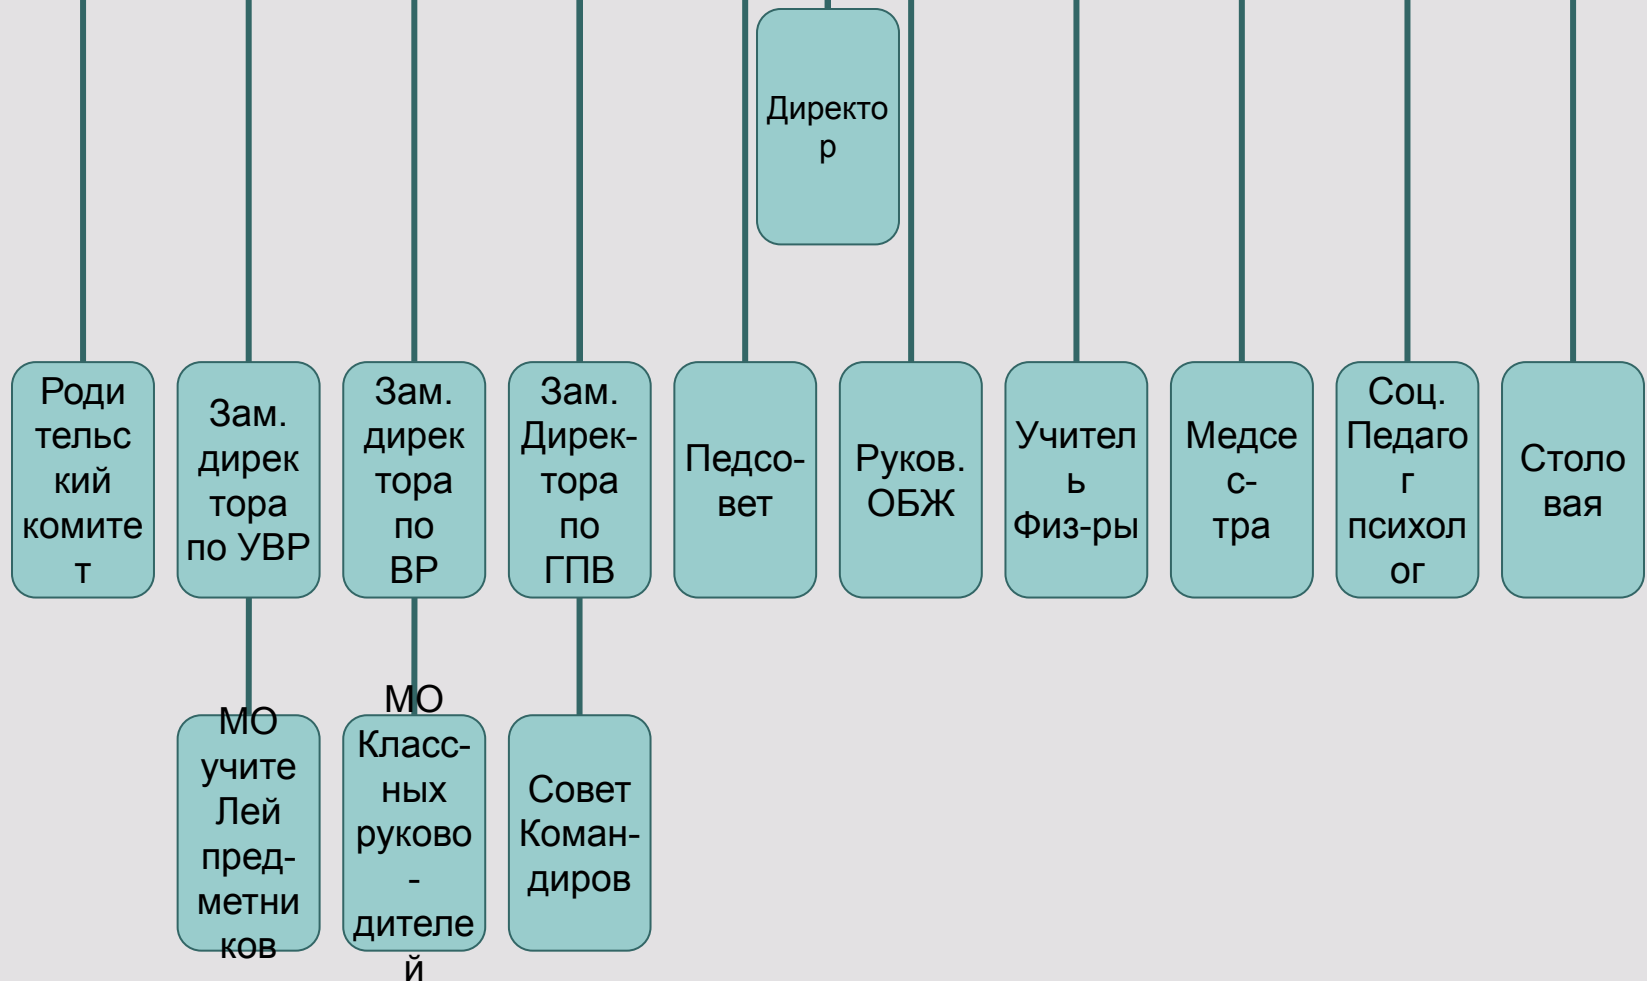 Директо
р
Роди
тельс
кий
комите
т
Зам.
дирек
тора
по УВР
Зам.
дирек
тора
по
ВР
Зам.
Дирек-
тора
по
ГПВ
Педсо-
вет
Руков.
ОБЖ
Учител
ь
Физ-ры
Медсе
с-
тра
Соц.
Педаго
г
психол
ог
Столо
вая
МО
учите
Лей
пред-
метни
ков
МО
Класс-
ных
руково
-
дителе
й
Совет
Коман-
диров